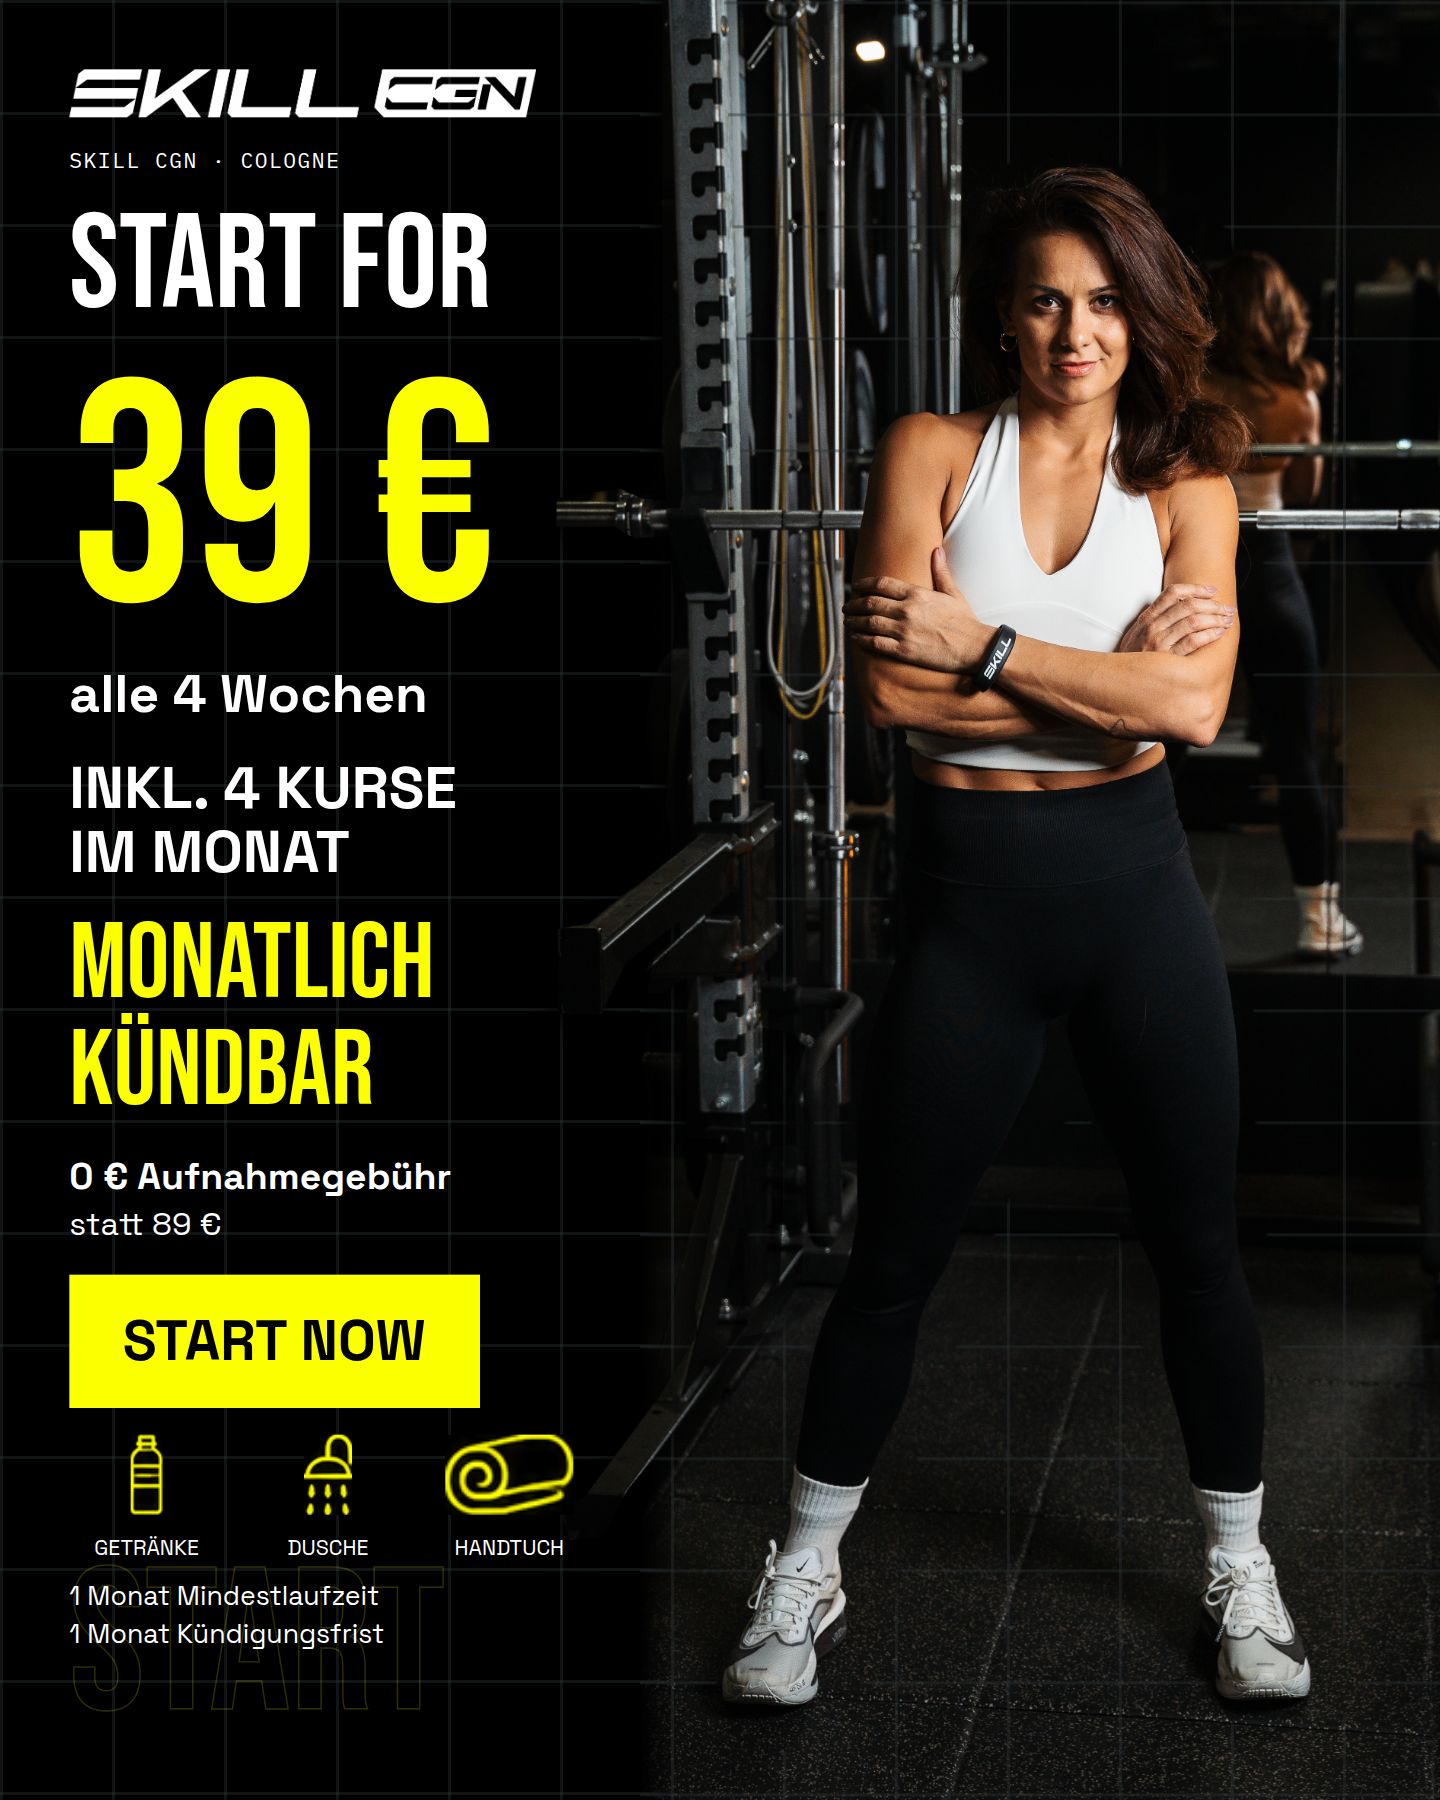 SKILL CGN
SKILL CGN · COLOGNE
START FOR
39 €
alle 4 Wochen
INKL. 4 KURSE
IM MONAT
MONATLICH
KÜNDBAR
0 € Aufnahmegebühr
statt 89 €
START NOW
GETRÄNKE DUSCHE HANDTUCH
1 Monat Mindestlaufzeit
1 Monat Kündigungsfrist
START
SKILL